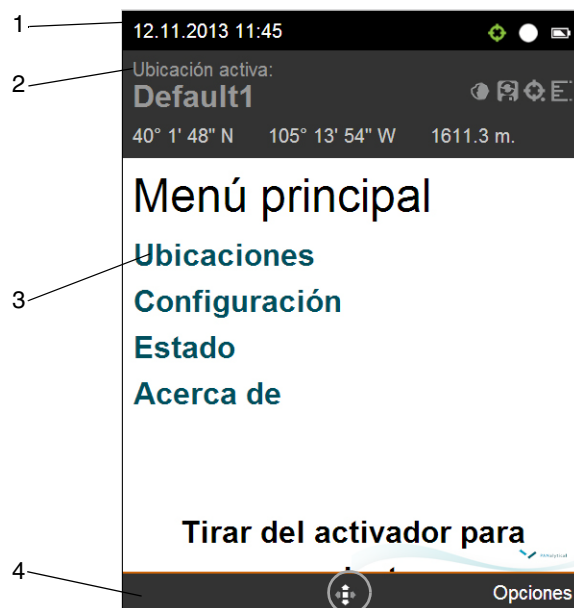 1
12.11.2013 11:45
2
Ubicación activa:
Default1
40° 1' 48" N 105° 13' 54" W 1611.3 m.
Menú principal
Ubicaciones
3
Configuración
Estado
Acerca de
Tirar del activador para
4
Opciones